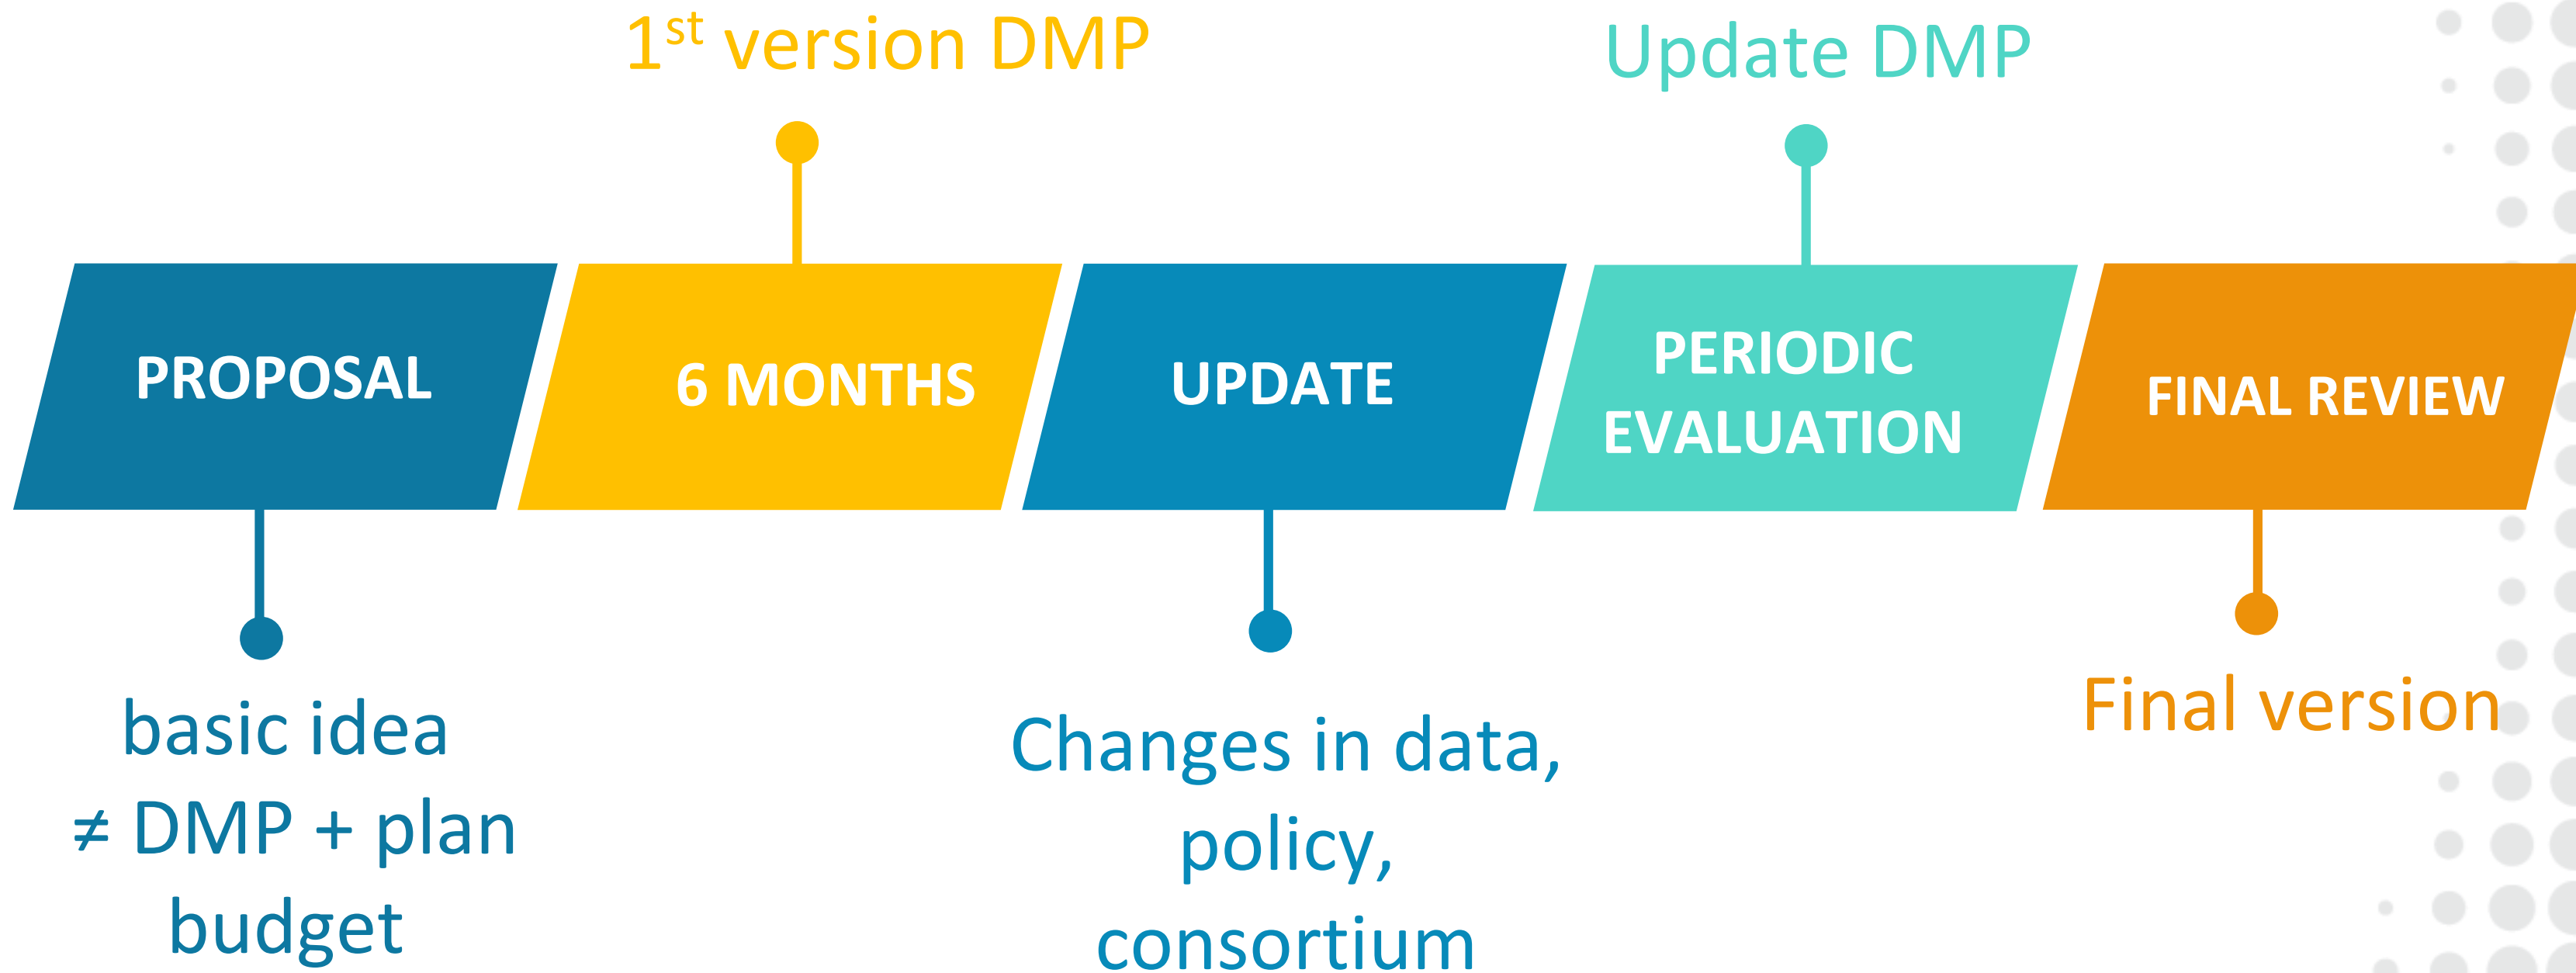 1st version DMP
Update DMP
PROPOSAL
6 MONTHS
UPDATE
PERIODIC
EVALUATION
FINAL REVIEW
basic idea
≠ DMP + plan
budget
Changes in data,
policy,
consortium
Final version